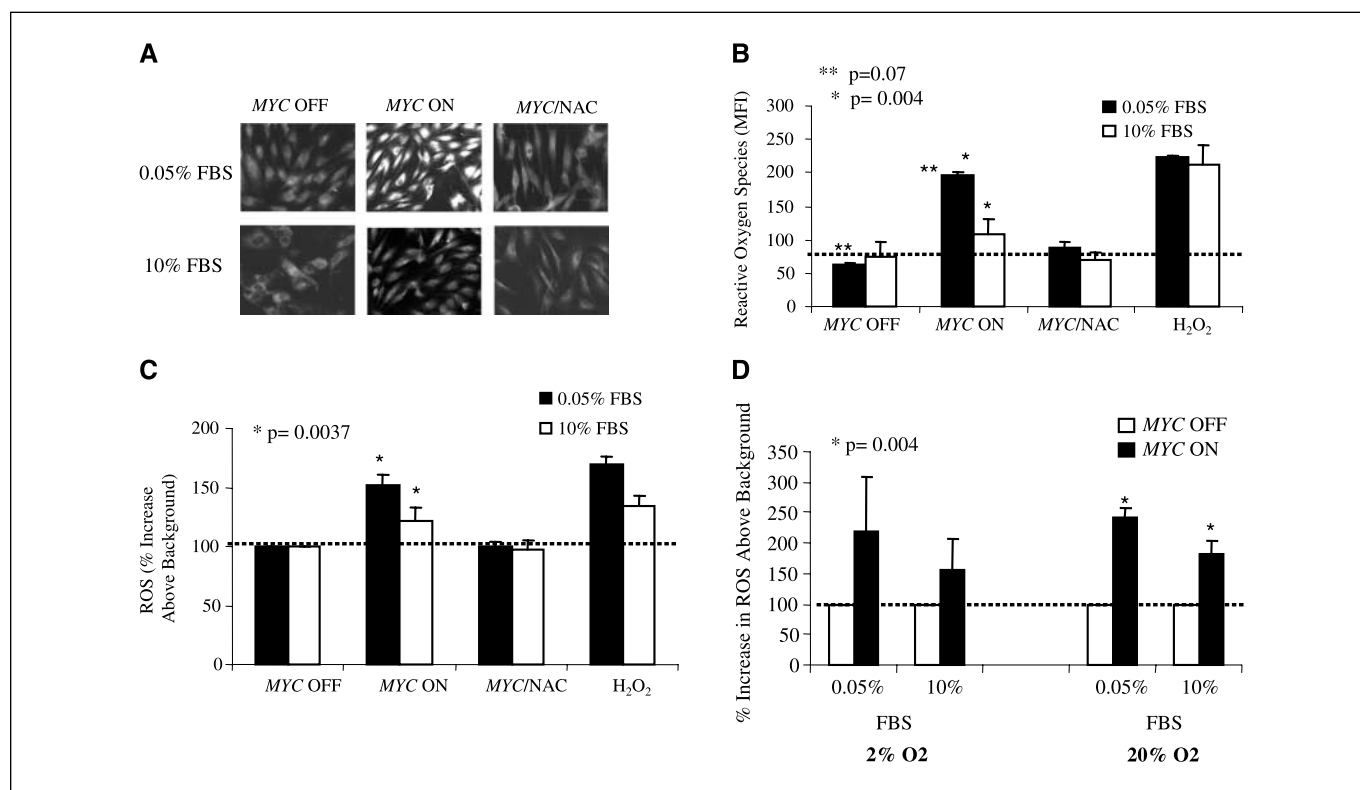 A
MYC OFF MYC ON MYC/NAC
0.05% FBS
10% FBS
B
** p=0.07
* p= 0.004
0.05% FBS
10% FBS
Reactive Oxygen Species (MFI)
300
250
200
150
100
50
0
** * *
**
MYC OFF MYC ON MYC/NAC H₂O₂
C
0.05% FBS
10% FBS
* p= 0.0037
ROS (% Increase
Above Background)
200
150
100
50
0
* *
MYC OFF MYC ON MYC/NAC H₂O₂
D
MYC OFF
MYC ON
* p= 0.004
% Increase in ROS Above Background
350
300
250
200
150
100
50
0
* *
0.05% 10% 0.05% 10%
FBS FBS
2% O2 20% O2